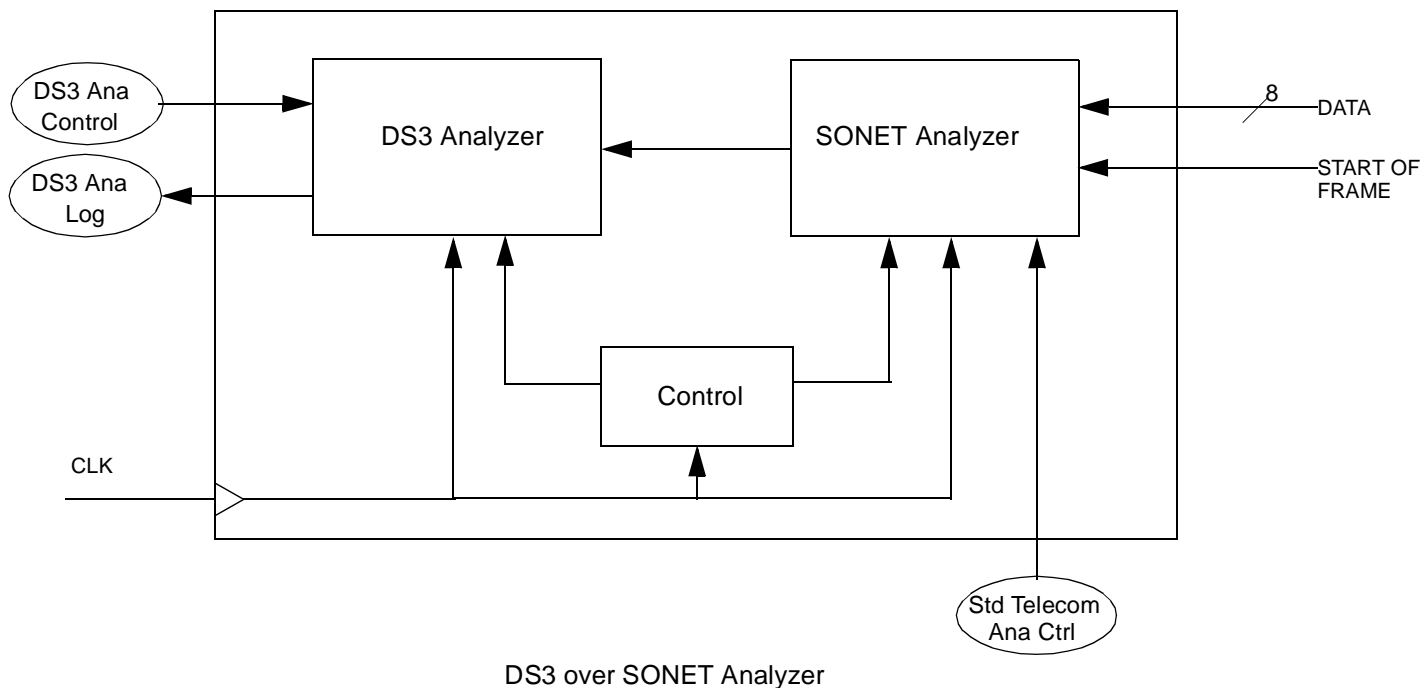 DS3 Ana
Control
DS3 Analyzer
SONET Analyzer
8
DATA
DS3 Ana
Log
START OF
FRAME
Control
CLK
Std Telecom
Ana Ctrl
DS3 over SONET Analyzer